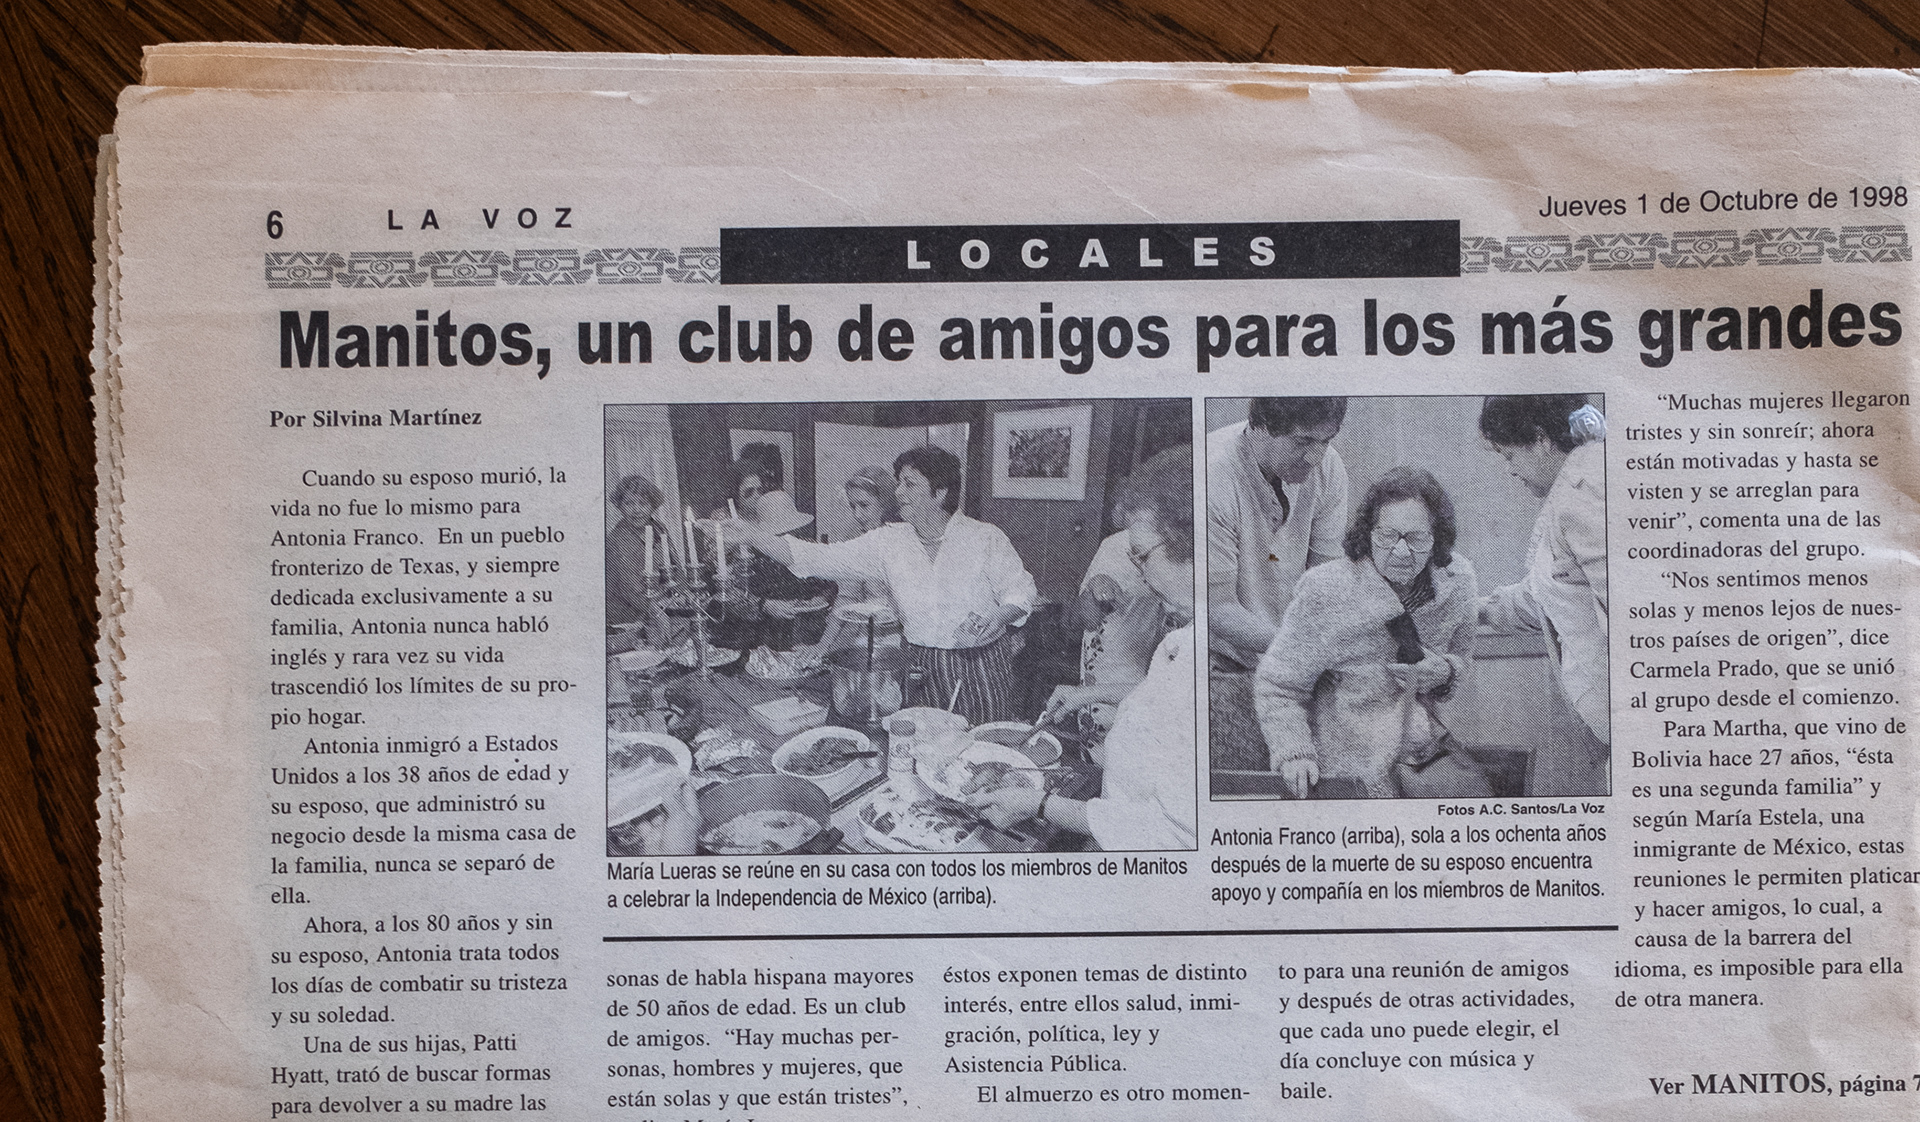 6 LA VOZ
Jueves 1 de Octubre de 1998
LOCALES
Manitos, un club de amigos para los más grandes
Por Silvina Martínez
Cuando su esposo murió, la
vida no fue lo mismo para
Antonia Franco. En un pueblo
fronterizo de Texas, y siempre
dedicada exclusivamente a su
familia, Antonia nunca habló
inglés y rara vez su vida
trascendió los límites de su pro-
pio hogar.
Antonia inmigró a Estados
Unidos a los 38 años de edad y
su esposo, que administró su
negocio desde la misma casa de
la familia, nunca se separó de
ella.
Ahora, a los 80 años y sin
su esposo, Antonia trata todos
los días de combatir su tristeza
y su soledad.
Una de sus hijas, Patti
Hyatt, trató de buscar formas
para devolver a su madre las
María Lueras se reúne en su casa con todos los miembros de Manitos
a celebrar la Independencia de México (arriba).
Fotos A.C. Santos/La Voz
Antonia Franco (arriba), sola a los ochenta años
después de la muerte de su esposo encuentra
apoyo y compañía en los miembros de Manitos.
sonas de habla hispana mayores
de 50 años de edad. Es un club
de amigos. “Hay muchas per-
sonas, hombres y mujeres, que
están solas y que están tristes”,
éstos exponen temas de distinto
interés, entre ellos salud, inmi-
gración, política, ley y
Asistencia Pública.
El almuerzo es otro momen-
to para una reunión de amigos
y después de otras actividades,
que cada uno puede elegir, el
día concluye con música y
baile.
“Muchas mujeres llegaron
tristes y sin sonreír; ahora
están motivadas y hasta se
visten y se arreglan para
venir”, comenta una de las
coordinadoras del grupo.
“Nos sentimos menos
solas y menos lejos de nues-
tros países de origen”, dice
Carmela Prado, que se unió
al grupo desde el comienzo.
Para Martha, que vino de
Bolivia hace 27 años, “ésta
es una segunda familia” y
según María Estela, una
inmigrante de México, estas
reuniones le permiten platicar
y hacer amigos, lo cual, a
causa de la barrera del
idioma, es imposible para ella
de otra manera.
Ver MANITOS, página 7